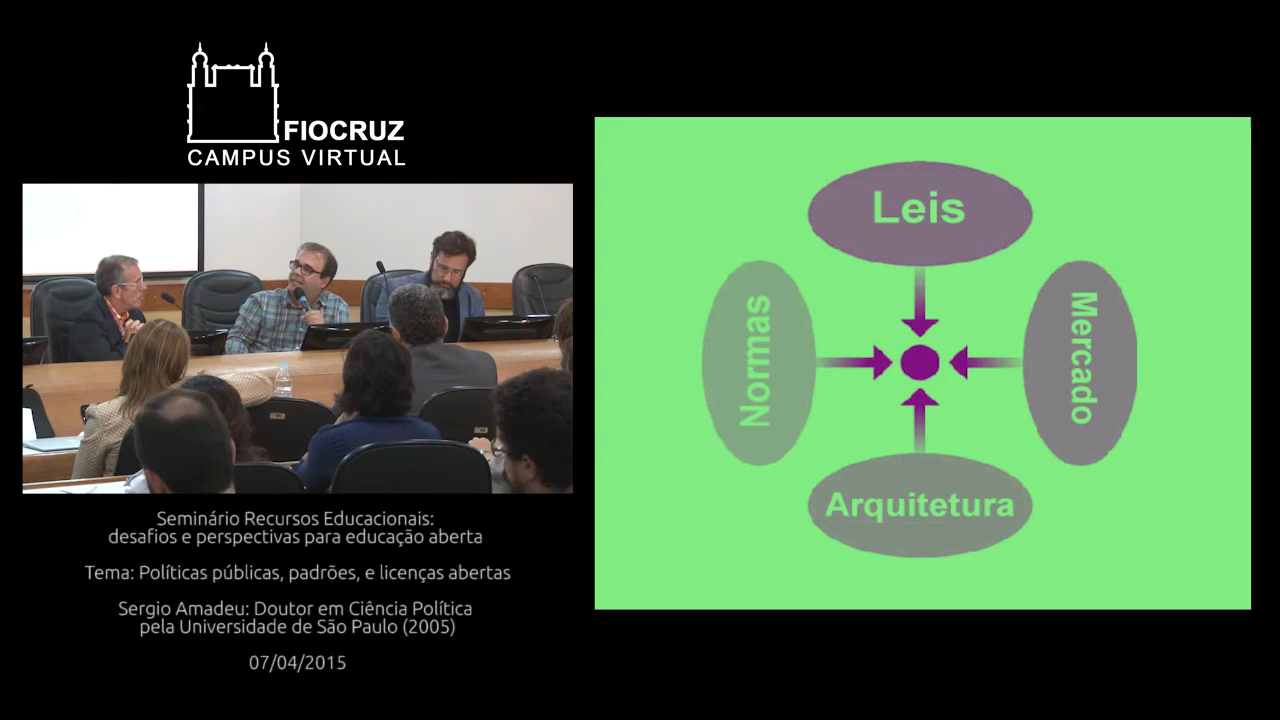 FIOCRUZ
CAMPUS VIRTUAL
Seminário Recursos Educacionais:
desafios e perspectivas para educação aberta
Tema: Políticas públicas, padrões, e licenças abertas
Sergio Amadeu: Doutor em Ciência Política
pela Universidade de São Paulo (2005)
07/04/2015
Leis
Normas
Mercado
Arquitetura